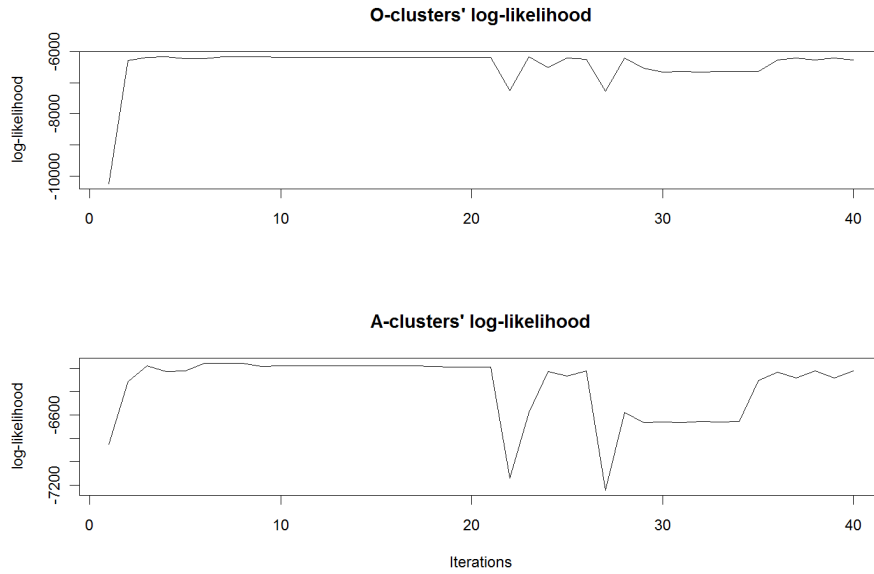 O-clusters' log-likelihood
log-likelihood
-6000
-8000
-10000
0 10 20 30 40
A-clusters' log-likelihood
log-likelihood
-6600
-7200
0 10 20 30 40
Iterations